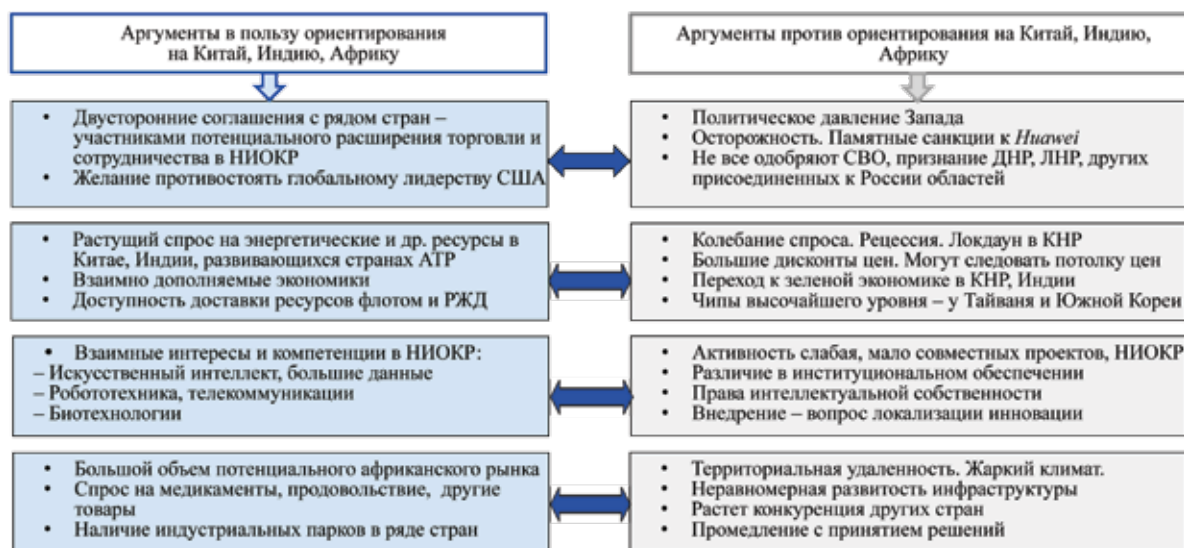 Аргументы в пользу ориентирования
на Китай, Индию, Африку
Аргументы против ориентирования на Китай, Индию,
Африку
• Двусторонние соглашения с рядом стран –
участниками потенциального расширения торговли и
сотрудничества в НИОКР
• Желание противостоять глобальному лидерству США
• Политическое давление Запада
• Осторожность. Памятные санкции к Huawei
• Не все одобряют СВО, признание ДНР, ЛНР, других
присоединенных к России областей
• Растущий спрос на энергетические и др. ресурсы в
Китае, Индии, развивающихся странах АТР
• Взаимно дополняемые экономики
• Доступность доставки ресурсов флотом и РЖД
• Колебание спроса. Рецессия. Локдаун в КНР
• Большие дисконты цен. Могут следовать потолку цен
• Переход к зеленой экономике в КНР, Индии
• Чипы высочайшего уровня – у Тайваня и Южной Кореи
• Взаимные интересы и компетенции в НИОКР:
– Искусственный интеллект, большие данные
– Робототехника, телекоммуникации
– Биотехнологии
• Активность слабая, мало совместных проектов, НИОКР
• Различие в институциональном обеспечении
• Права интеллектуальной собственности
• Внедрение – вопрос локализации инновации
• Большой объем потенциального африканского рынка
• Спрос на медикаменты, продовольствие, другие
товары
• Наличие индустриальных парков в ряде стран
• Территориальная удаленность. Жаркий климат.
• Неравномерная развитость инфраструктуры
• Растет конкуренция других стран
• Промедление с принятием решений